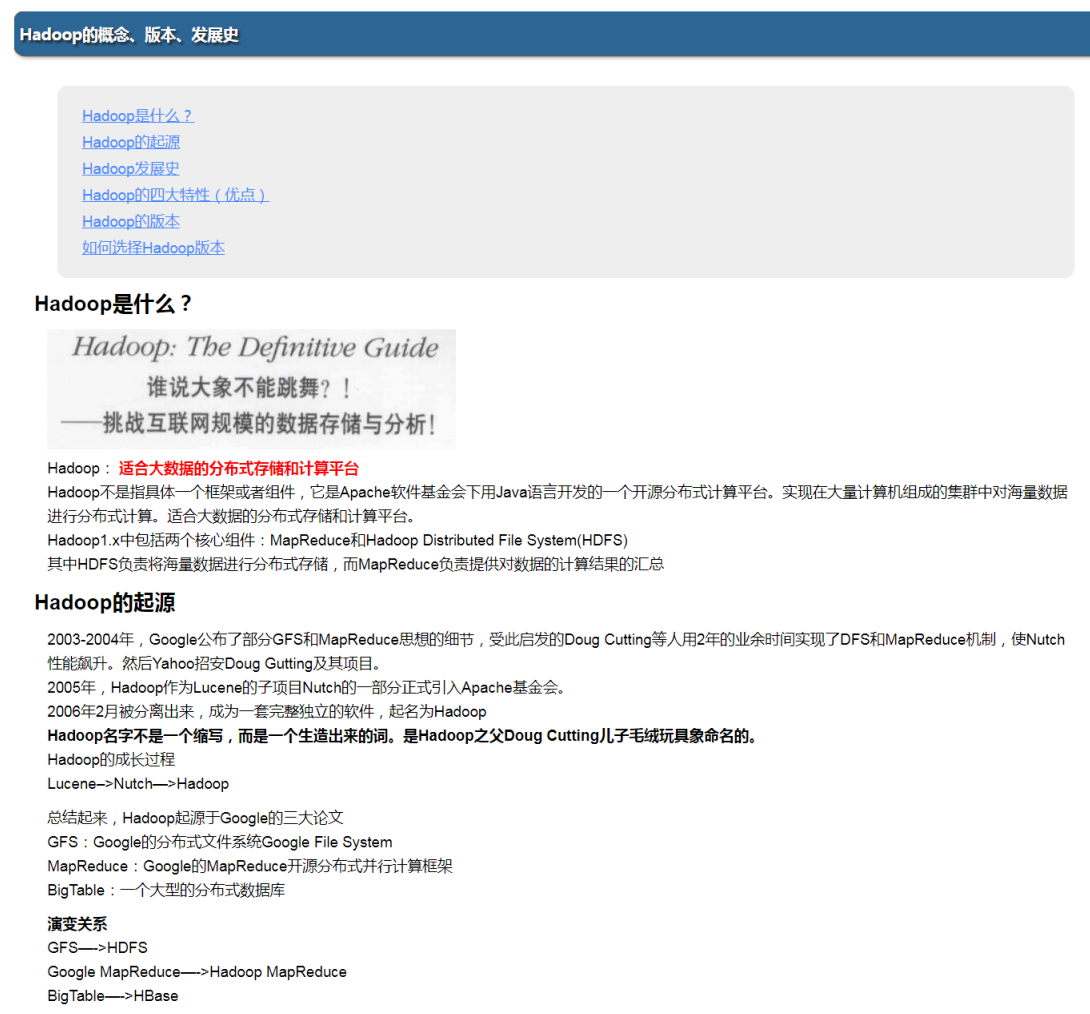 Hadoop的概念、版本、发展史
Hadoop是什么？
Hadoop的起源
Hadoop发展史
Hadoop的四大特性（优点）
Hadoop的版本
如何选择Hadoop版本
Hadoop是什么？
Hadoop: The Definitive Guide
谁说大象不能跳舞？！
——挑战互联网规模的数据存储与分析！
Hadoop： 适合大数据的分布式存储和计算平台
Hadoop不是指具体一个框架或者组件，它是Apache软件基金会下用Java语言开发的一个开源分布式计算平台。实现在大量计算机组成的集群中对海量数据
进行分布式计算。适合大数据的分布式存储和计算平台。
Hadoop1.x中包括两个核心组件：MapReduce和Hadoop Distributed File System(HDFS)
其中HDFS负责将海量数据进行分布式存储，而MapReduce负责提供对数据的计算结果的汇总
Hadoop的起源
2003-2004年，Google公布了部分GFS和MapReduce思想的细节，受此启发的Doug Cutting等人用2年的业余时间实现了DFS和MapReduce机制，使Nutch
性能飙升。然后Yahoo招安Doug Gutting及其项目。
2005年，Hadoop作为Lucene的子项目Nutch的一部分正式引入Apache基金会。
2006年2月被分离出来，成为一套完整独立的软件，起名为Hadoop
Hadoop名字不是一个缩写，而是一个生造出来的词。是Hadoop之父Doug Cutting儿子毛绒玩具象命名的。
Hadoop的成长过程
Lucene–>Nutch—>Hadoop
总结起来，Hadoop起源于Google的三大论文
GFS：Google的分布式文件系统Google File System
MapReduce：Google的MapReduce开源分布式并行计算框架
BigTable：一个大型的分布式数据库
演变关系
GFS—->HDFS
Google MapReduce—->Hadoop MapReduce
BigTable—->HBase